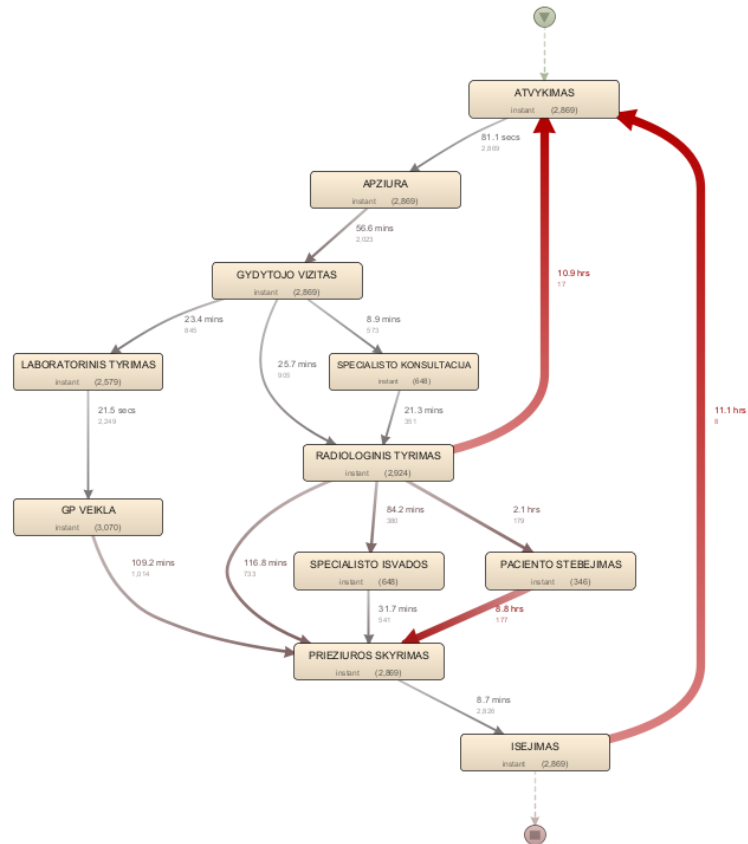 ATVYKIMAS
instant (2,869)
81.1 secs
2,869
APZIURA
instant (2,869)
56.6 mins
2,023
GYDYTOJO VIZITAS
instant (2,869)
10.9 hrs
17
23.4 mins
845
8.9 mins
573
25.7 mins
905
LABORATORINIS TYRIMAS
instant (2,579)
SPECIALISTO KONSULTACIJA
instant (648)
21.5 secs
2,249
21.3 mins
351
11.1 hrs
8
RADIOLOGINIS TYRIMAS
instant (2,924)
GP VEIKLA
instant (3,070)
84.2 mins
380
2.1 hrs
179
109.2 mins
1,014
116.8 mins
733
SPECIALISTO ISVADOS
instant (648)
PACIENTO STEBEJIMAS
instant (346)
31.7 mins
541
8.8 hrs
177
PRIEZIUROS SKYRIMAS
instant (2,869)
8.7 mins
2,826
ISEJIMAS
instant (2,869)